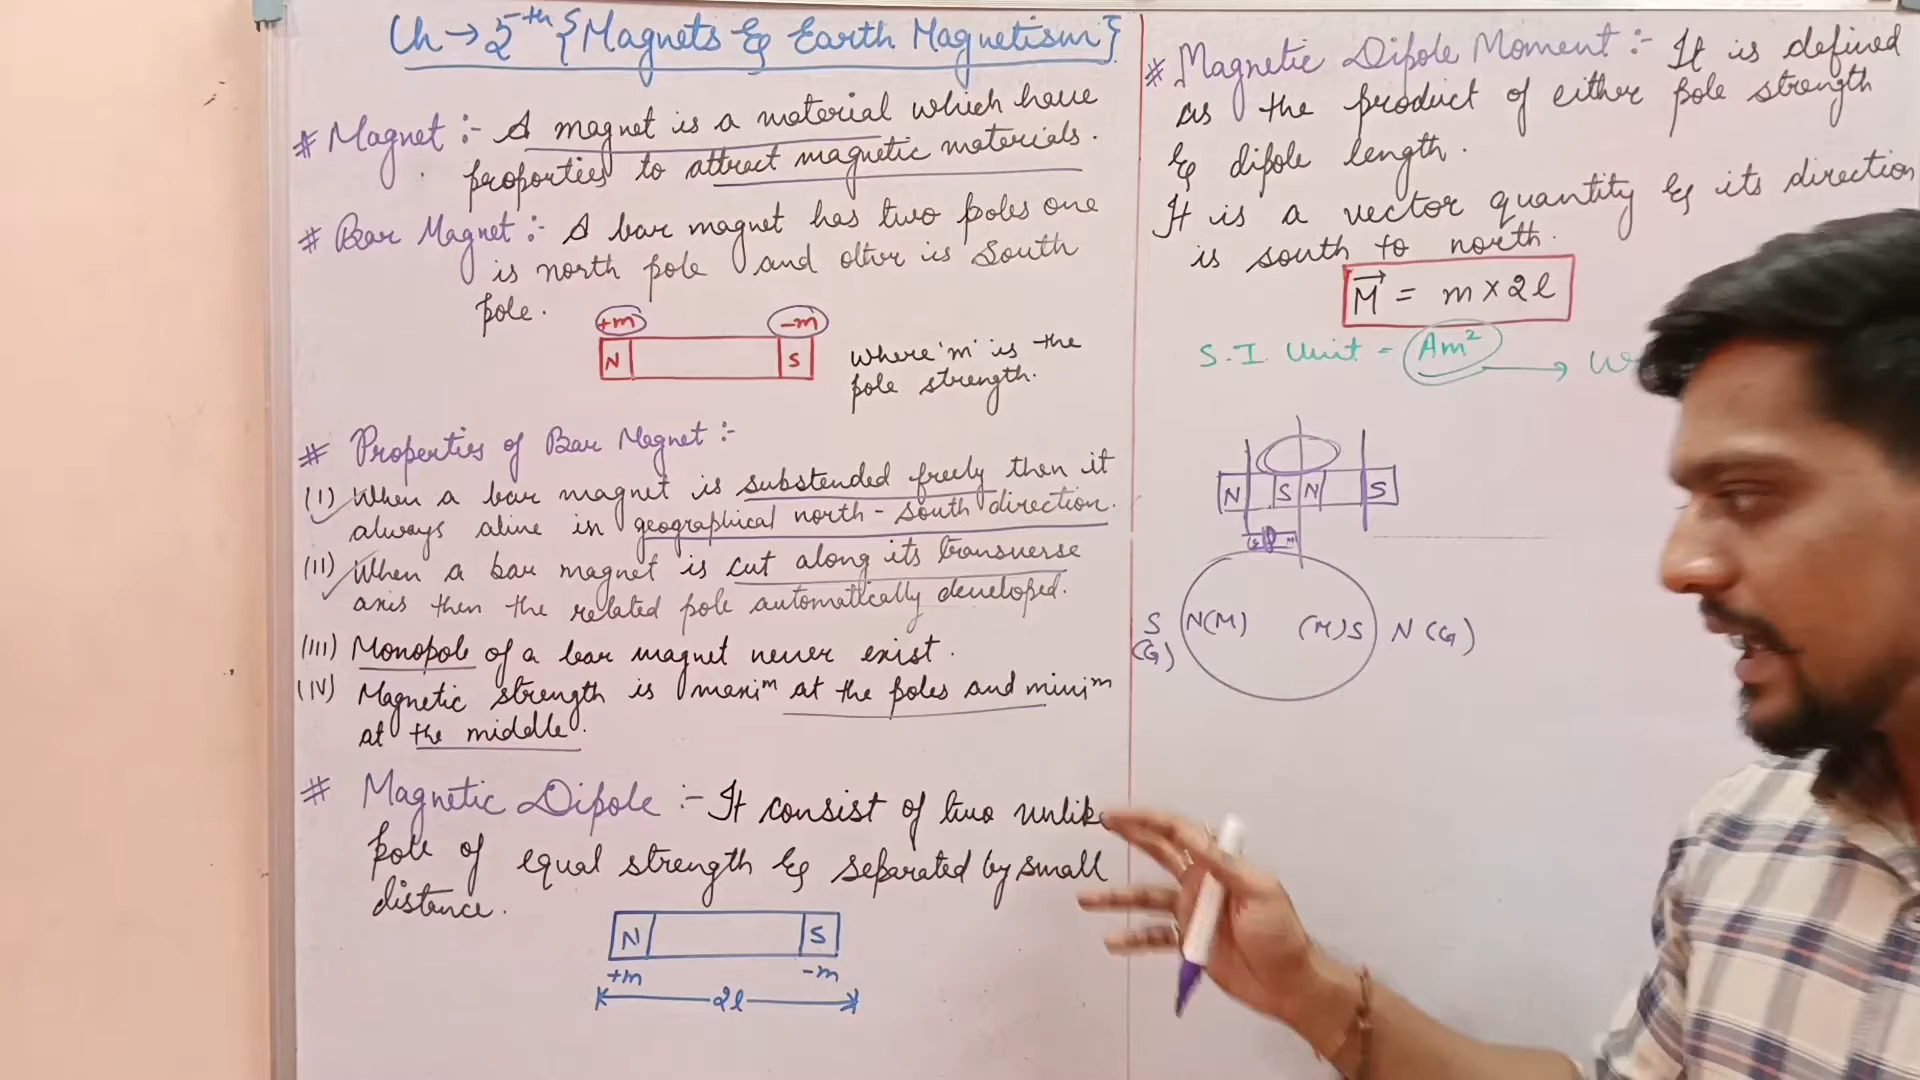 Ch → 5th {Magnets & Earth Magnetism}
# Magnet :- A magnet is a material which have
properties to attract magnetic materials.
# Bar Magnet :- A bar magnet has two poles one
is north pole and other is South
pole.
+m -m
N S
where 'm' is the
pole strength.
# Properties of Bar Magnet :-
(I) When a bar magnet is substended freely then it
always aline in geographical north - south direction.
(II) When a bar magnet is cut along its transverse
axis then the related pole automatically developed.
(III) Monopole of a bar magnet never exist.
(IV) Magnetic strength is maxim at the poles and minim
at the middle.
# Magnetic Dipole :- It consist of two unlike
pole of equal strength & separated by small
distance.
N S
+m -m
2l
# Magnetic Dipole Moment :- It is defined
as the product of either pole strength
& dipole length.
It is a vector quantity & its direction
is south to north.
M = m × 2l
S.I. Unit = Am² →
N S N S
S N(M) (M)S N(G)
(G)